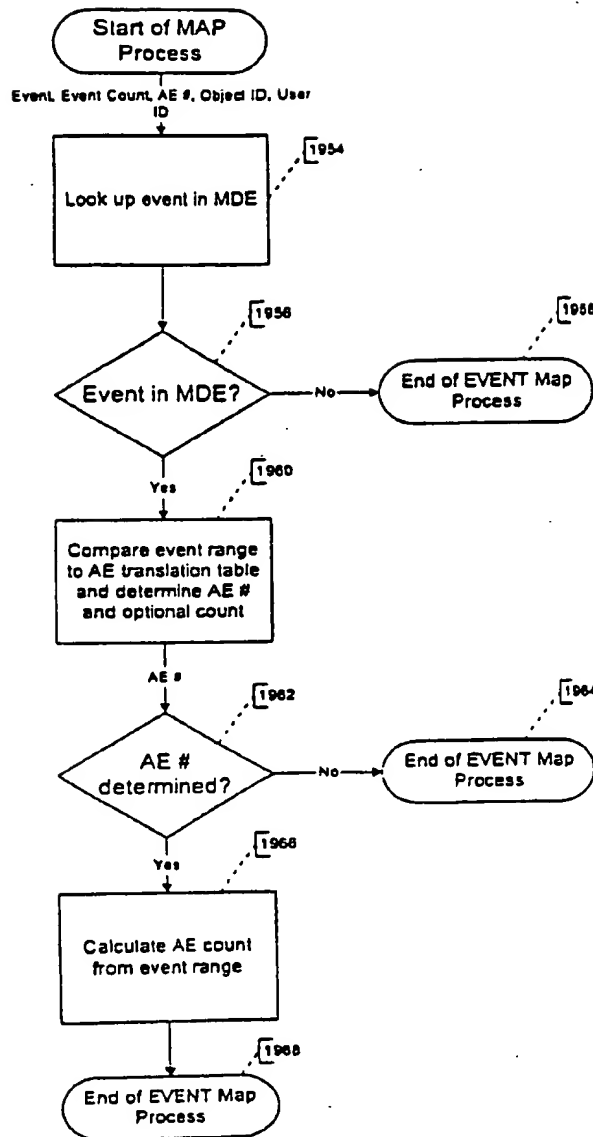 Start of MAP
Process
Event, Event Count, AE #, Object ID, User
ID
1954
Look up event in MDE
1956
Event in MDE?
No
1958
End of EVENT Map
Process
Yes
1960
Compare event range
to AE translation table
and determine AE #
and optional count
AE #
1962
AE #
determined?
No
1964
End of EVENT Map
Process
Yes
1966
Calculate AE count
from event range
1968
End of EVENT Map
Process